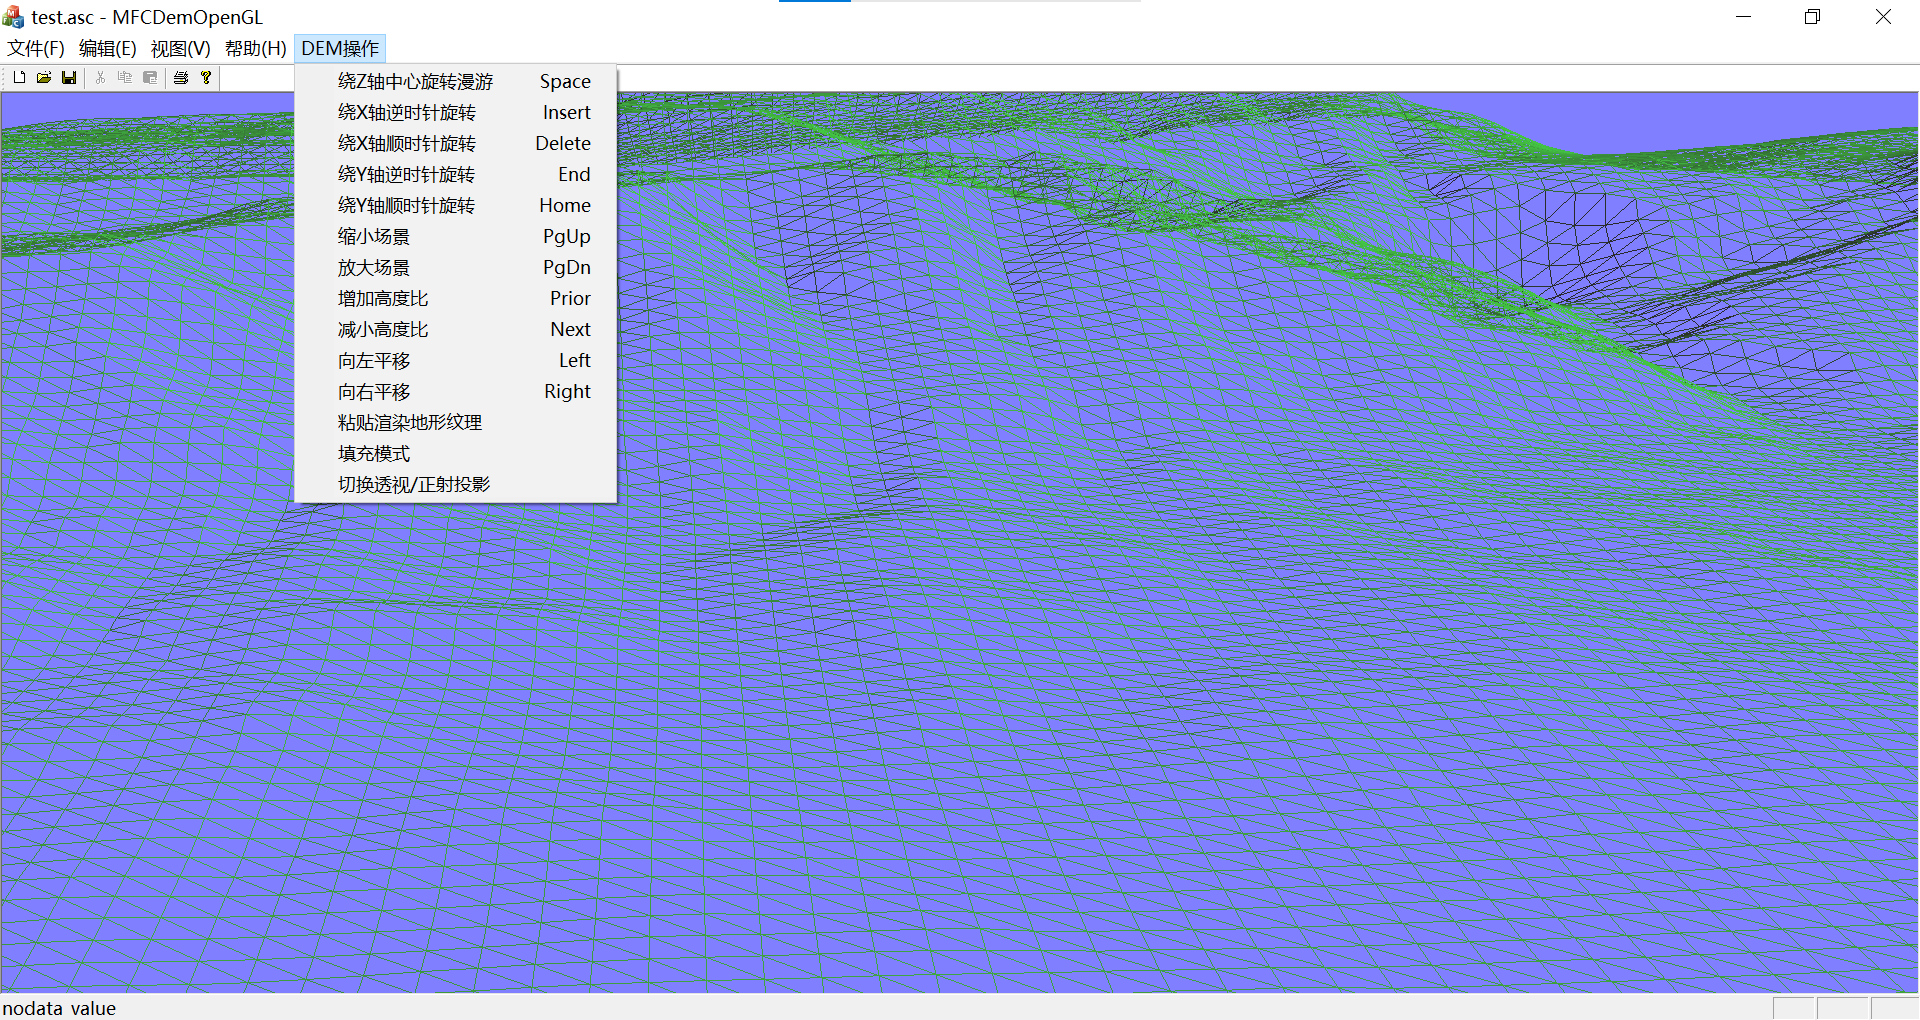 test.asc - MFCDemOpenGL
文件(F) 编辑(E) 视图(V) 帮助(H) DEM操作
绕Z轴中心旋转漫游 Space
绕X轴逆时针旋转 Insert
绕X轴顺时针旋转 Delete
绕Y轴逆时针旋转 End
绕Y轴顺时针旋转 Home
缩小场景 PgUp
放大场景 PgDn
增加高度比 Prior
减小高度比 Next
向左平移 Left
向右平移 Right
粘贴渲染地形纹理
填充模式
切换透视/正射投影
nodata value